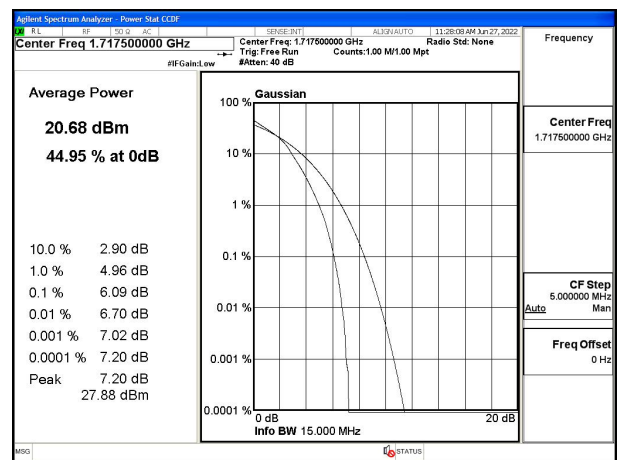 Agilent Spectrum Analyzer - Power Stat CCDF
RL RF 50 Ω AC SENSE:INT ALIGN AUTO 11:28:08 AM Jun 27, 2022
Center Freq 1.717500000 GHz
Center Freq: 1.717500000 GHz Radio Std: None
Trig: Free Run Counts:1.00 M/1.00 Mpt
#IFGain:Low #Atten: 40 dB
Frequency
Average Power
20.68 dBm
44.95 % at 0dB
10.0 % 2.90 dB
1.0 % 4.96 dB
0.1 % 6.09 dB
0.01 % 6.70 dB
0.001 % 7.02 dB
0.0001 % 7.20 dB
Peak 7.20 dB
27.88 dBm
Gaussian
100 %
10 %
1 %
0.1 %
0.01 %
0.001 %
0.0001 %
0 dB 20 dB
Info BW 15.000 MHz
Center Freq
1.717500000 GHz
CF Step
5.000000 MHz
Auto Man
Freq Offset
0 Hz
MSG STATUS